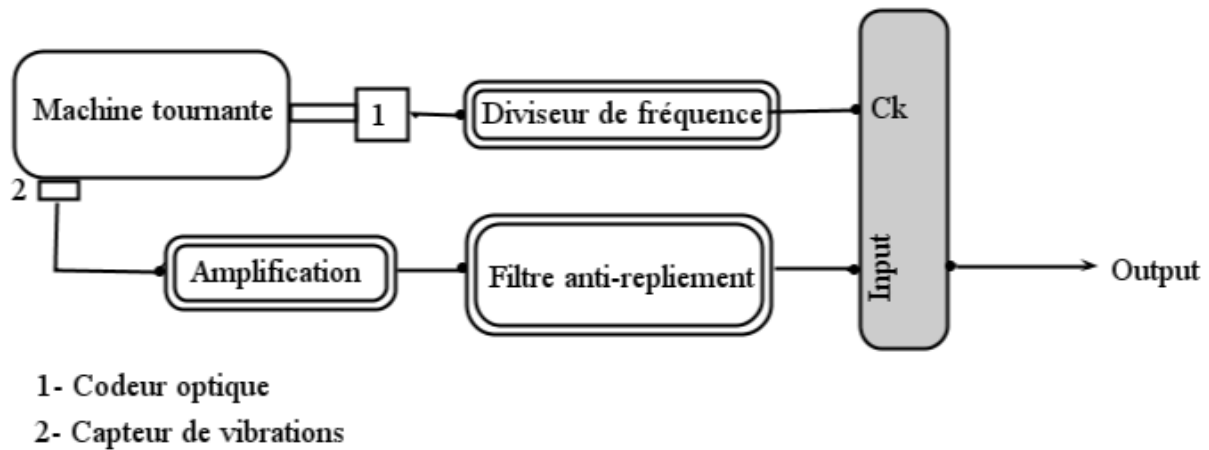 Machine tournante
1
Diviseur de fréquence
Ck
2
Amplification
Filtre anti-repliement
Input
Output
1- Codeur optique
2- Capteur de vibrations